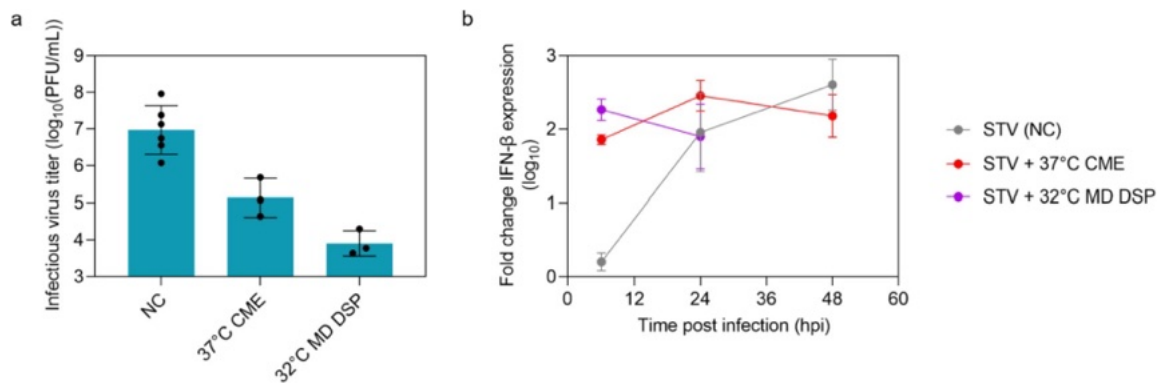 a
Infectious virus titer (log10(PFU/mL))
9
8
7
6
5
4
3
NC
37°C CME
32°C MD DSP
b
Fold change IFN-β expression
(log10)
3
2
1
0
0
12
24
36
48
60
Time post infection (hpi)
STV (NC)
STV + 37°C CME
STV + 32°C MD DSP